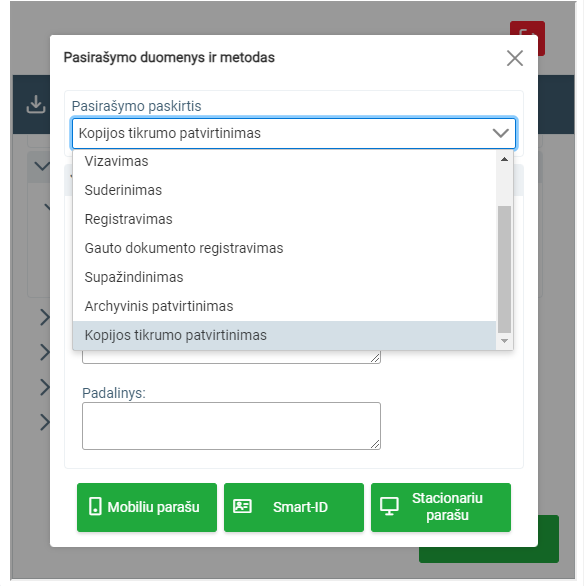 Pasirašymo duomenys ir metodas
Pasirašymo paskirtis
Kopijos tikrumo patvirtinimas
Vizavimas
Suderinimas
Registravimas
Gauto dokumento registravimas
Supažindinimas
Archyvinis patvirtinimas
Kopijos tikrumo patvirtinimas
Padalinys:
Mobiliu parašu
Smart-ID
Stacionariu
parašu